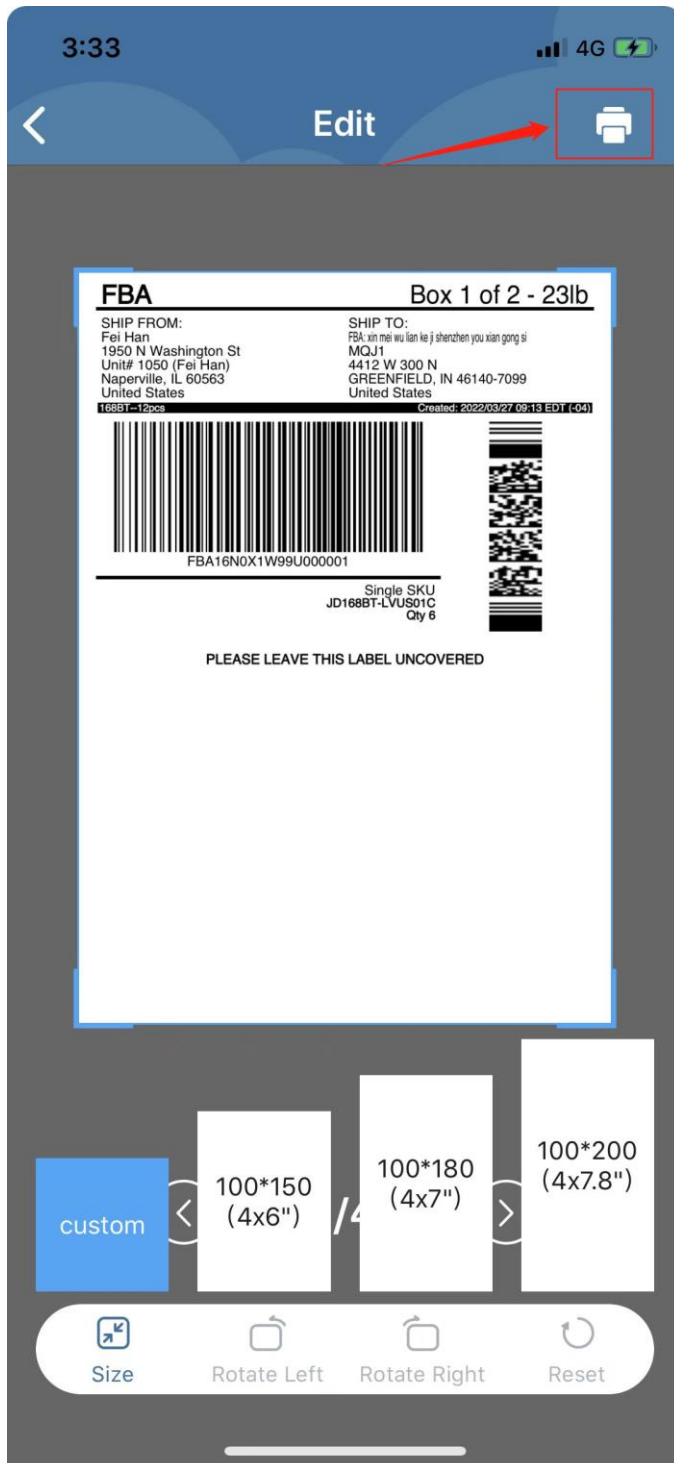 3:33
4G
Edit
FBA
Box 1 of 2 - 23lb
SHIP FROM:
Fei Han
1950 N Washington St
Unit# 1050 (Fei Han)
Naperville, IL 60563
United States
SHIP TO:
FBA: xin mei wu lian ke ji shenzhen you xian gong si
MQJ1
4412 W 300 N
GREENFIELD, IN 46140-7099
United States
168BT--12pcs
Created: 2022/03/27 09:13 EDT (-04)
FBA16N0X1W99U000001
Single SKU
JD168BT-LVUS01C
Qty 6
PLEASE LEAVE THIS LABEL UNCOVERED
custom
100*150
(4x6")
100*180
(4x7")
100*200
(4x7.8")
Size
Rotate Left
Rotate Right
Reset